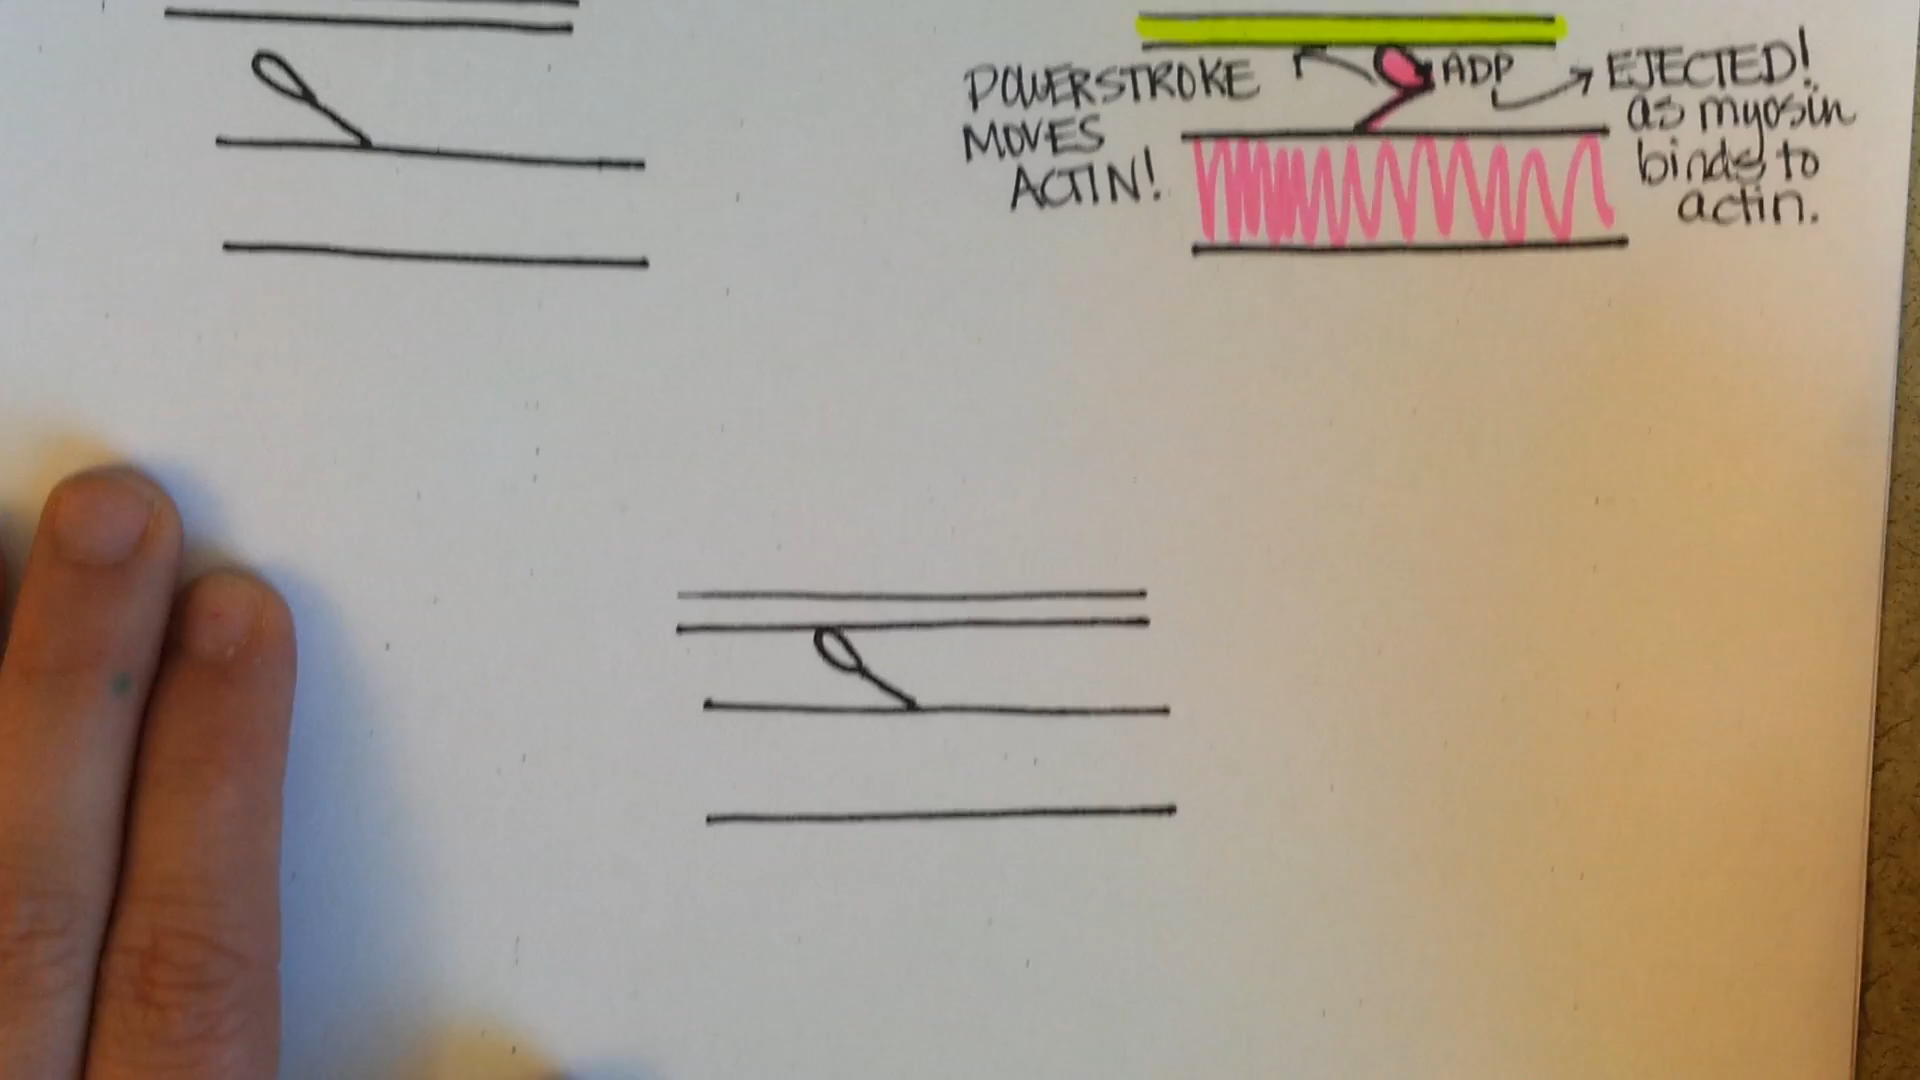 POWERSTROKE
MOVES
ACTIN!
ADP
EJECTED!
as myosin
binds to
actin.